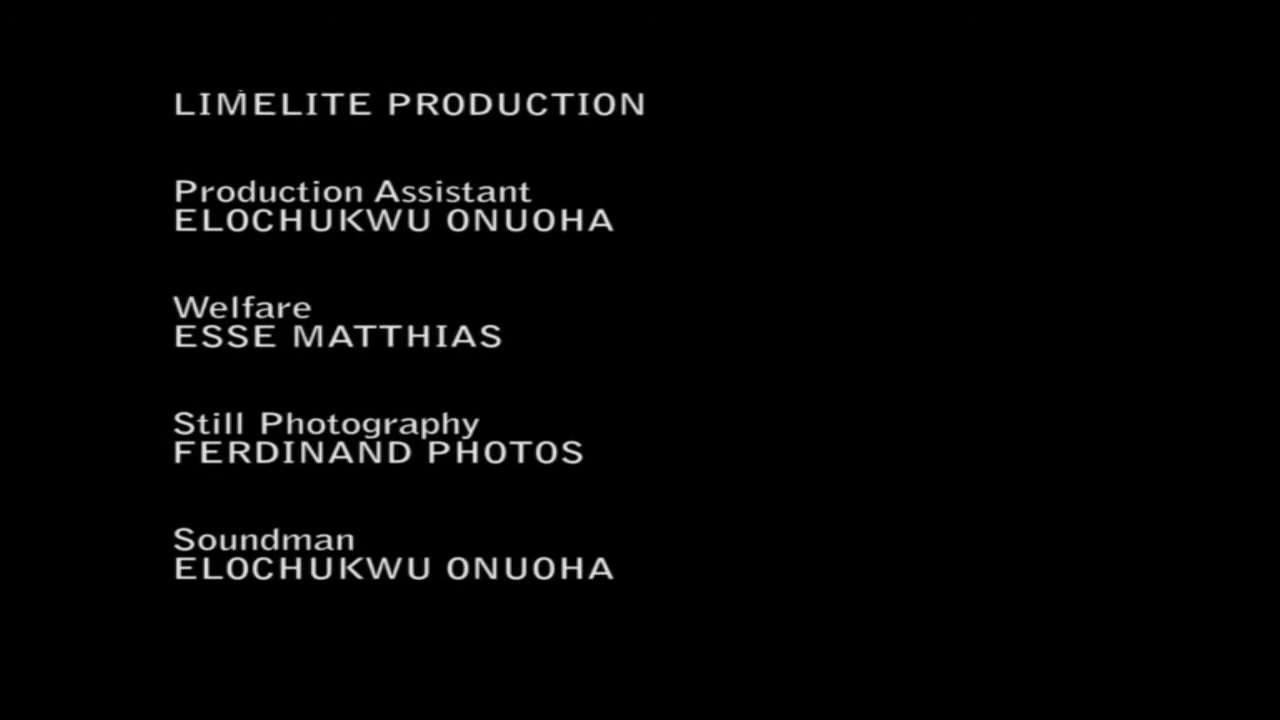 LIMELITE PRODUCTION
Production Assistant
ELOCHUKWU ONUOHA
Welfare
ESSE MATTHIAS
Still Photography
FERDINAND PHOTOS
Soundman
ELOCHUKWU ONUOHA